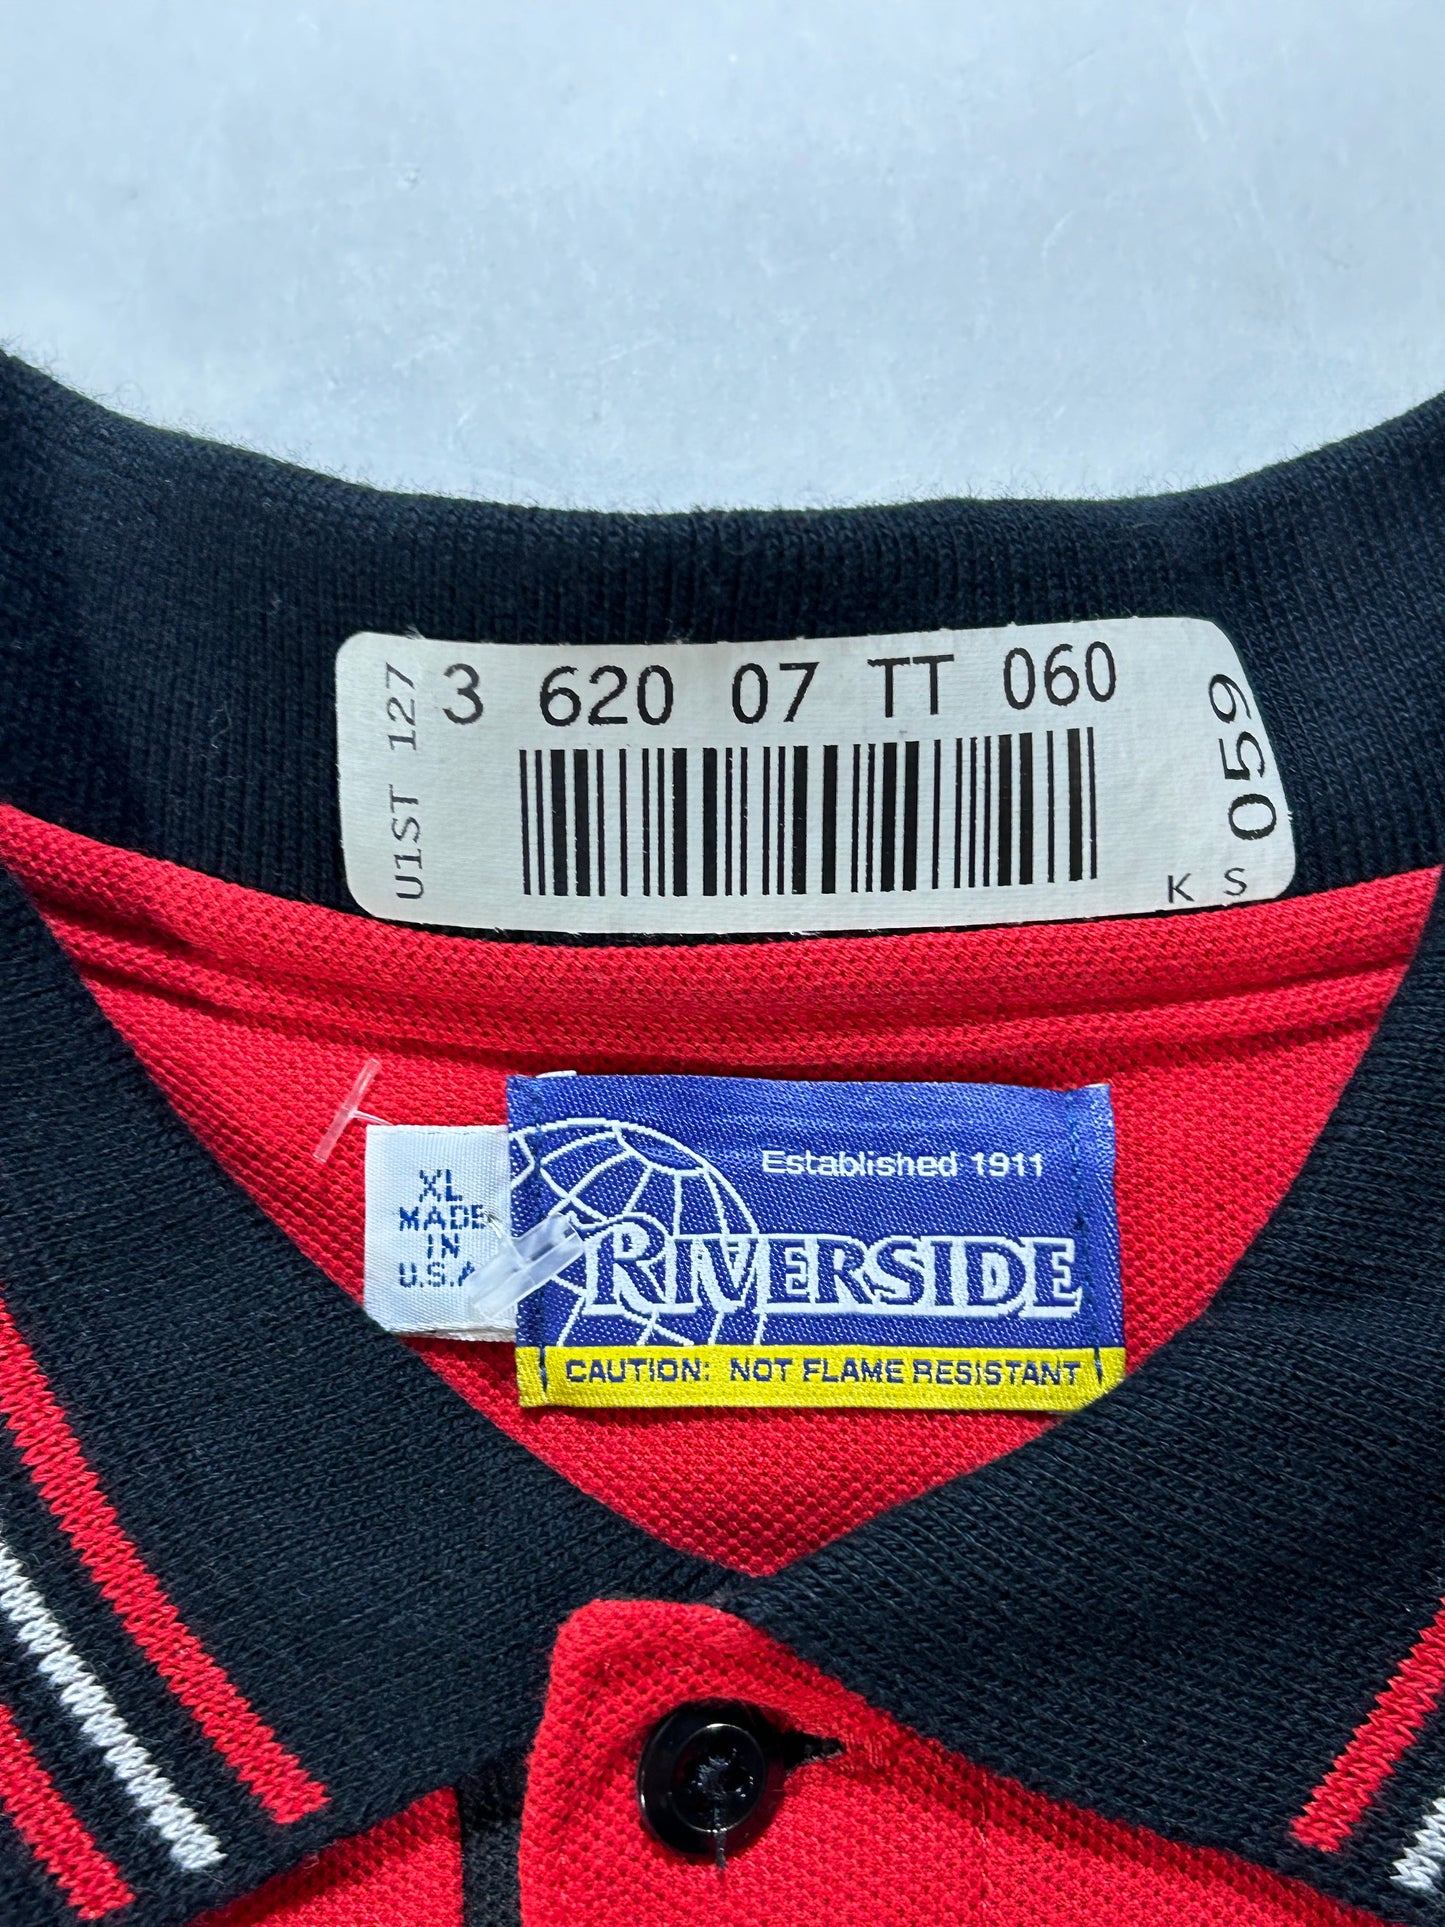 U1ST 127
3 620 07 TT 060
059
K S
XL
MADE
IN
U.S.A
Established 1911
RIVERSIDE
CAUTION: NOT FLAME RESISTANT